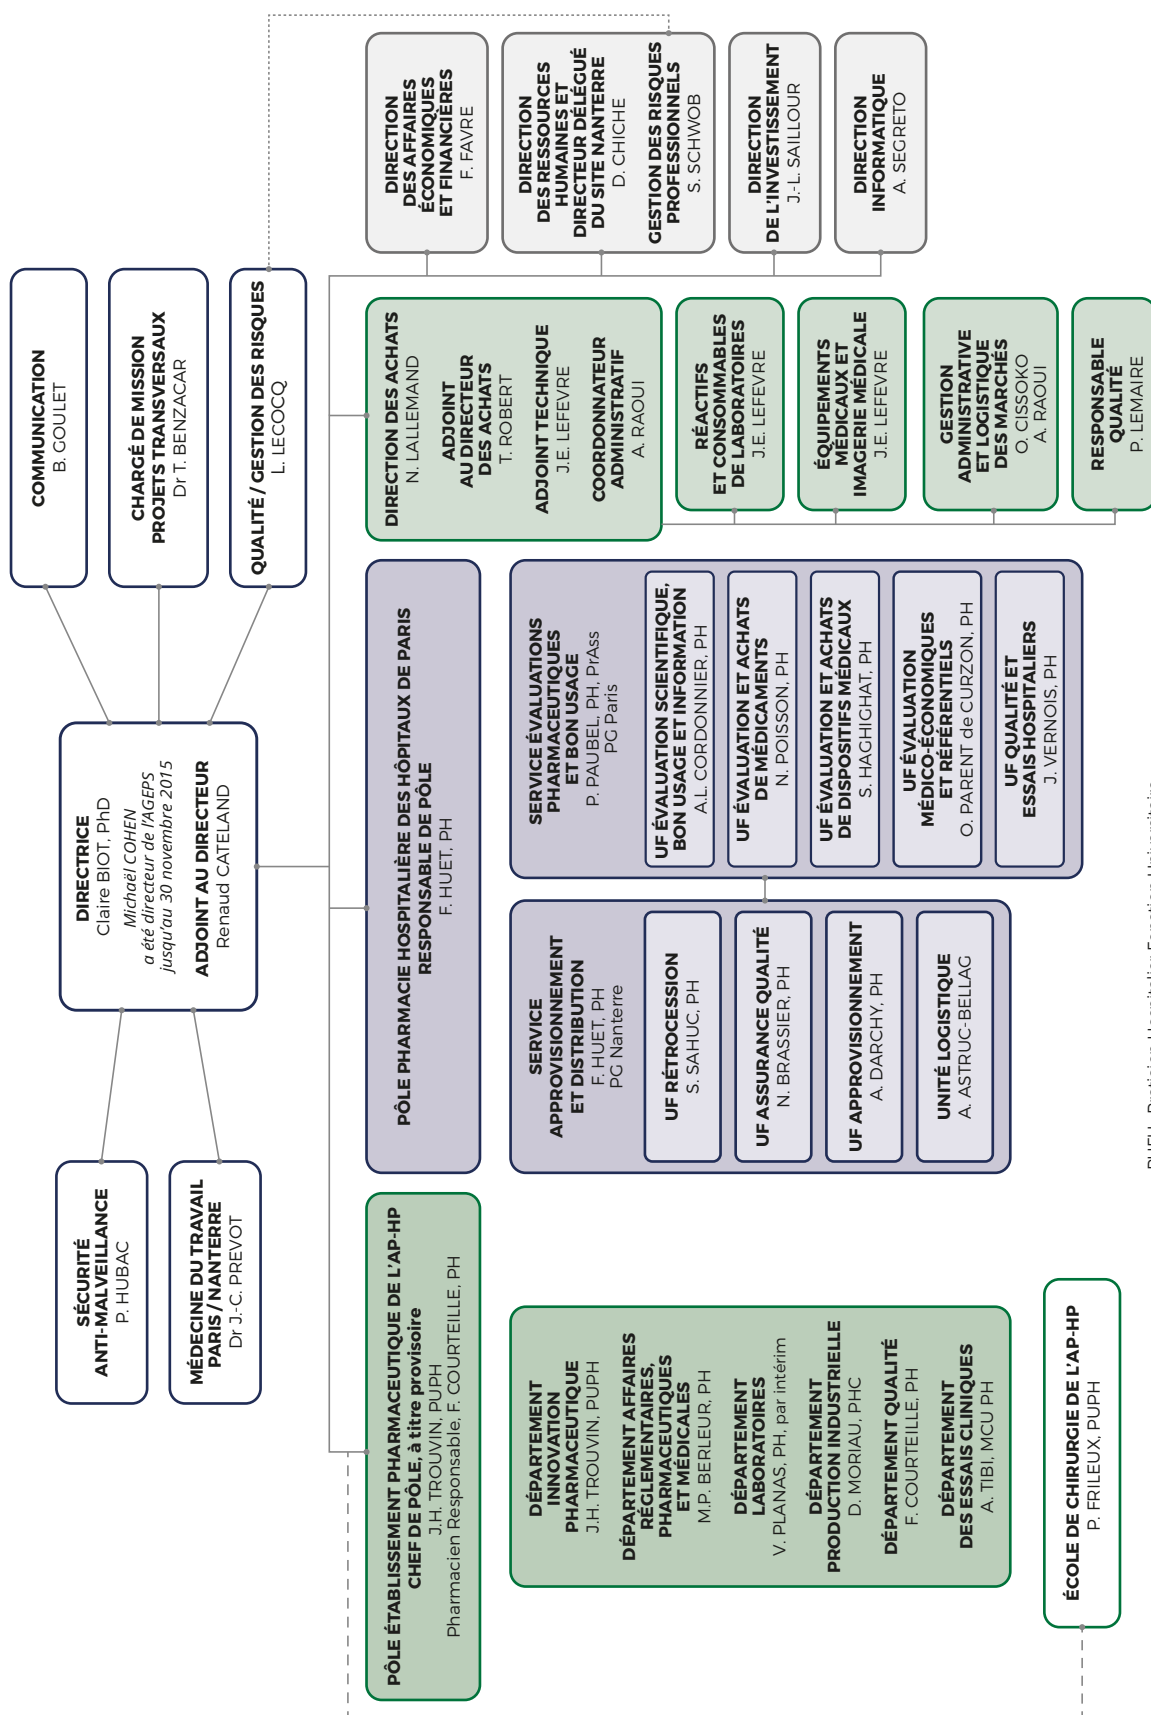 SÉCURITÉ
ANTI-MALVEILLANCE
P. HUBAC
MÉDECINE DU TRAVAIL
PARIS / NANTERRE
Dr J.-C. PREVOT
DIRECTRICE
Claire BIOT, PhD
Michaël COHEN
a été directeur de l'AGEPS
jusqu'au 30 novembre 2015
ADJOINT AU DIRECTEUR
Renaud CATELAND
COMMUNICATION
B. GOULET
CHARGÉ DE MISSION
PROJETS TRANSVERSAUX
Dr T. BENZACAR
QUALITÉ / GESTION DES RISQUES
L. LECOCQ
PÔLE ÉTABLISSEMENT PHARMACEUTIQUE DE L'AP-HP
CHEF DE PÔLE, à titre provisoire
J.H. TROUVIN, PUPH
Pharmacien Responsable, F. COURTEILLE, PH
DÉPARTEMENT
INNOVATION
PHARMACEUTIQUE
J.H. TROUVIN, PUPH
DÉPARTEMENT AFFAIRES
RÉGLEMENTAIRES,
PHARMACEUTIQUES
ET MÉDICALES
M.P. BERLEUR, PH
DÉPARTEMENT
LABORATOIRES
V. PLANAS, PH, par intérim
DÉPARTEMENT
PRODUCTION INDUSTRIELLE
D. MORIAU, PHC
DÉPARTEMENT QUALITÉ
F. COURTEILLE, PH
DÉPARTEMENT
DES ESSAIS CLINIQUES
A. TIBI, MCU PH
ÉCOLE DE CHIRURGIE DE L'AP-HP
P. FRILEUX, PUPH
PÔLE PHARMACIE HOSPITALIÈRE DES HÔPITAUX DE PARIS
RESPONSABLE DE PÔLE
F. HUET, PH
SERVICE
APPROVISIONNEMENT
ET DISTRIBUTION
F. HUET, PH
PG Nanterre
UF RÉTROCESSION
S. SAHUC, PH
UF ASSURANCE QUALITÉ
N. BRASSIER, PH
UF APPROVISIONNEMENT
A. DARCHY, PH
UNITÉ LOGISTIQUE
A. ASTRUC-BELLAG
SERVICE ÉVALUATIONS
PHARMACEUTIQUES
ET BON USAGE
P. PAUBEL, PH, PrAss
PG Paris
UF ÉVALUATION SCIENTIFIQUE,
BON USAGE ET INFORMATION
A.L. CORDONNIER, PH
UF ÉVALUATION ET ACHATS
DE MÉDICAMENTS
N. POISSON, PH
UF ÉVALUATION ET ACHATS
DE DISPOSITIFS MÉDICAUX
S. HAGHIGHAT, PH
UF ÉVALUATION
MÉDICO-ÉCONOMIQUES
ET RÉFÉRENTIELS
O. PARENT de CURZON, PH
UF QUALITÉ ET
ESSAIS HOSPITALIERS
J. VERNOIS, PH
DIRECTION DES ACHATS
N. LALLEMAND
ADJOINT
AU DIRECTEUR
DES ACHATS
T. ROBERT
ADJOINT TECHNIQUE
J.E. LEFEVRE
COORDONNATEUR
ADMINISTRATIF
A. RAOUI
RÉACTIFS
ET CONSOMMABLES
DE LABORATOIRES
J.E. LEFEVRE
ÉQUIPEMENTS
MÉDICAUX ET
IMAGERIE MÉDICALE
J.E. LEFEVRE
GESTION
ADMINISTRATIVE
ET LOGISTIQUE
DES MARCHÉS
O. CISSOKO
A. RAOUI
RESPONSABLE
QUALITÉ
P. LEMAIRE
DIRECTION
DES AFFAIRES
ÉCONOMIQUES
ET FINANCIÈRES
F. FAVRE
DIRECTION
DES RESSOURCES
HUMAINES ET
DIRECTEUR DÉLÉGUÉ
DU SITE NANTERRE
D. CHICHE
GESTION DES RISQUES
PROFESSIONNELS
S. SCHWOB
DIRECTION
DE L'INVESTISSEMENT
J.-L. SAILLOUR
DIRECTION
INFORMATIQUE
A. SEGRETO